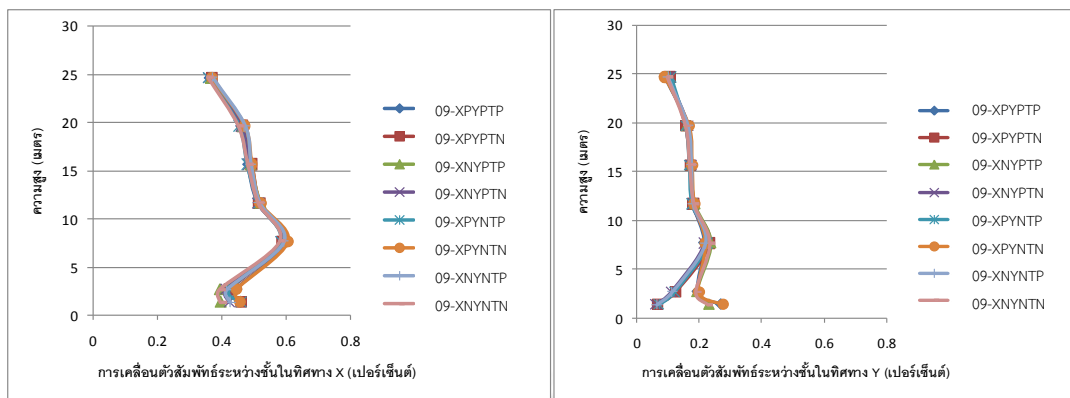 30
25
20
15
10
5
0
ความสูง (เมตร)
0 0.2 0.4 0.6 0.8
การเคลื่อนตัวสัมพัทธ์ระหว่างชั้นในทิศทาง X (เปอร์เซ็นต์)
09-XPYPTP
09-XPYPTN
09-XNYPTP
09-XNYPTN
09-XPYNTP
09-XPYNTN
09-XNYNTP
09-XNYNTN
30
25
20
15
10
5
0
ความสูง (เมตร)
0 0.2 0.4 0.6 0.8
การเคลื่อนตัวสัมพัทธ์ระหว่างชั้นในทิศทาง Y (เปอร์เซ็นต์)
09-XPYPTP
09-XPYPTN
09-XNYPTP
09-XNYPTN
09-XPYNTP
09-XPYNTN
09-XNYNTP
09-XNYNTN